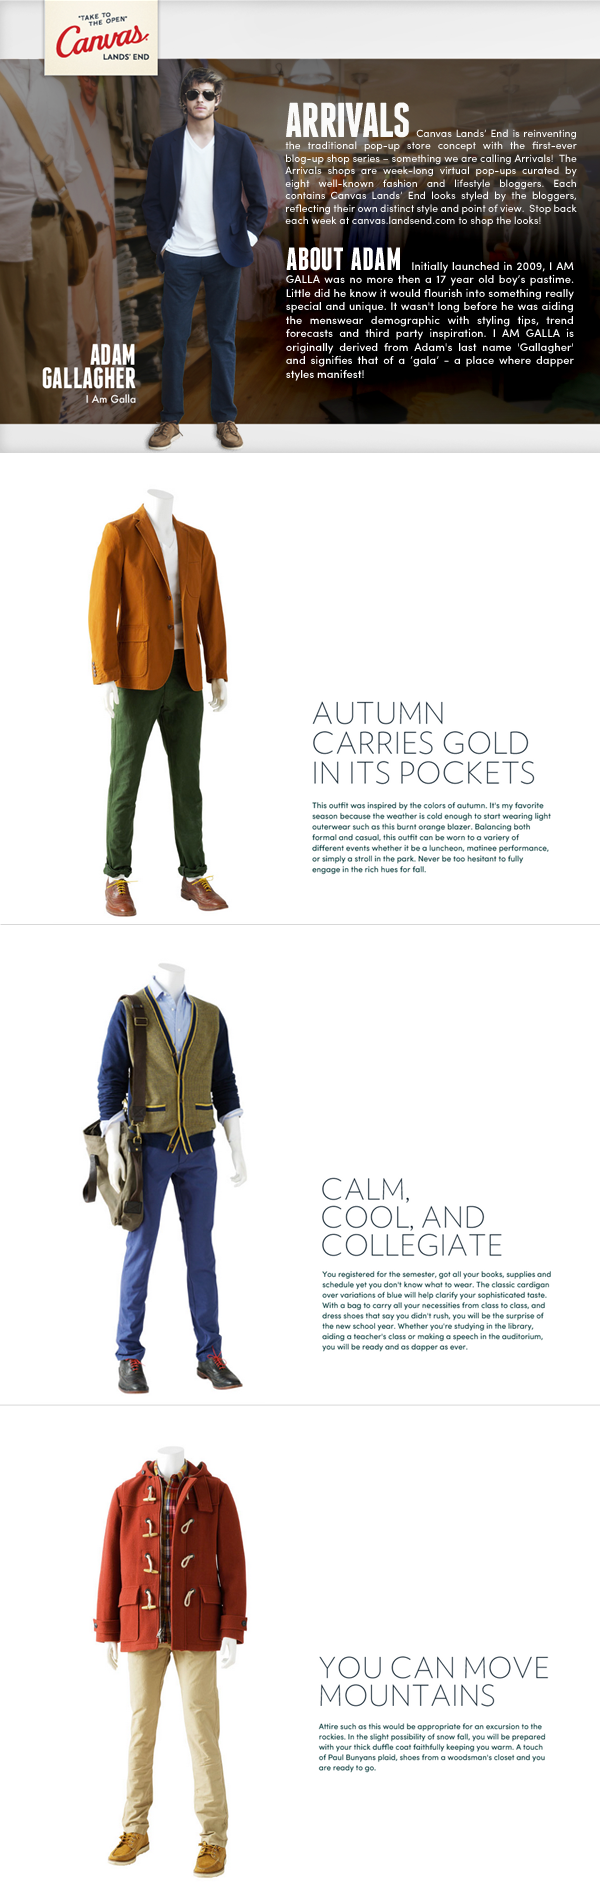 "TAKE TO
THE OPEN"
Canvas
LANDS' END
ARRIVALS Canvas Lands' End is reinventing
the traditional pop-up store concept with the first-ever
blog-up shop series – something we are calling Arrivals! The
Arrivals shops are week-long virtual pop-ups curated by
eight well-known fashion and lifestyle bloggers. Each
contains Canvas Lands' End looks styled by the bloggers,
reflecting their own distinct style and point of view. Stop back
each week at canvas.landsend.com to shop the looks!
ABOUT ADAM Initially launched in 2009, I AM
GALLA was no more then a 17 year old boy's pastime.
Little did he know it would flourish into something really
special and unique. It wasn't long before he was aiding
the menswear demographic with styling tips, trend
forecasts and third party inspiration. I AM GALLA is
originally derived from Adam's last name 'Gallagher'
and signifies that of a 'gala' - a place where dapper
styles manifest!
ADAM
GALLAGHER
I Am Galla
AUTUMN
CARRIES GOLD
IN ITS POCKETS
This outfit was inspired by the colors of autumn. It's my favorite
season because the weather is cold enough to start wearing light
outerwear such as this burnt orange blazer. Balancing both
formal and casual, this outfit can be worn to a variery of
different events whether it be a luncheon, matinee performance,
or simply a stroll in the park. Never be too hesitant to fully
engage in the rich hues for fall.
CALM,
COOL, AND
COLLEGIATE
You registered for the semester, got all your books, supplies and
schedule yet you don't know what to wear. The classic cardigan
over variations of blue will help clarify your sophisticated taste.
With a bag to carry all your necessities from class to class, and
dress shoes that say you didn't rush, you will be the surprise of
the new school year. Whether you're studying in the library,
aiding a teacher's class or making a speech in the auditorium,
you will be ready and as dapper as ever.
YOU CAN MOVE
MOUNTAINS
Attire such as this would be appropriate for an excursion to the
rockies. In the slight possibility of snow fall, you will be prepared
with your thick duffle coat faithfully keeping you warm. A touch
of Paul Bunyans plaid, shoes from a woodsman's closet and you
are ready to go.